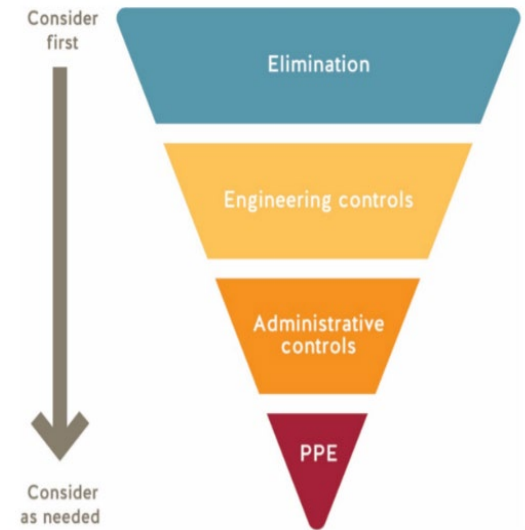 Consider
first
Elimination
Engineering controls
Administrative
controls
PPE
Consider
as needed